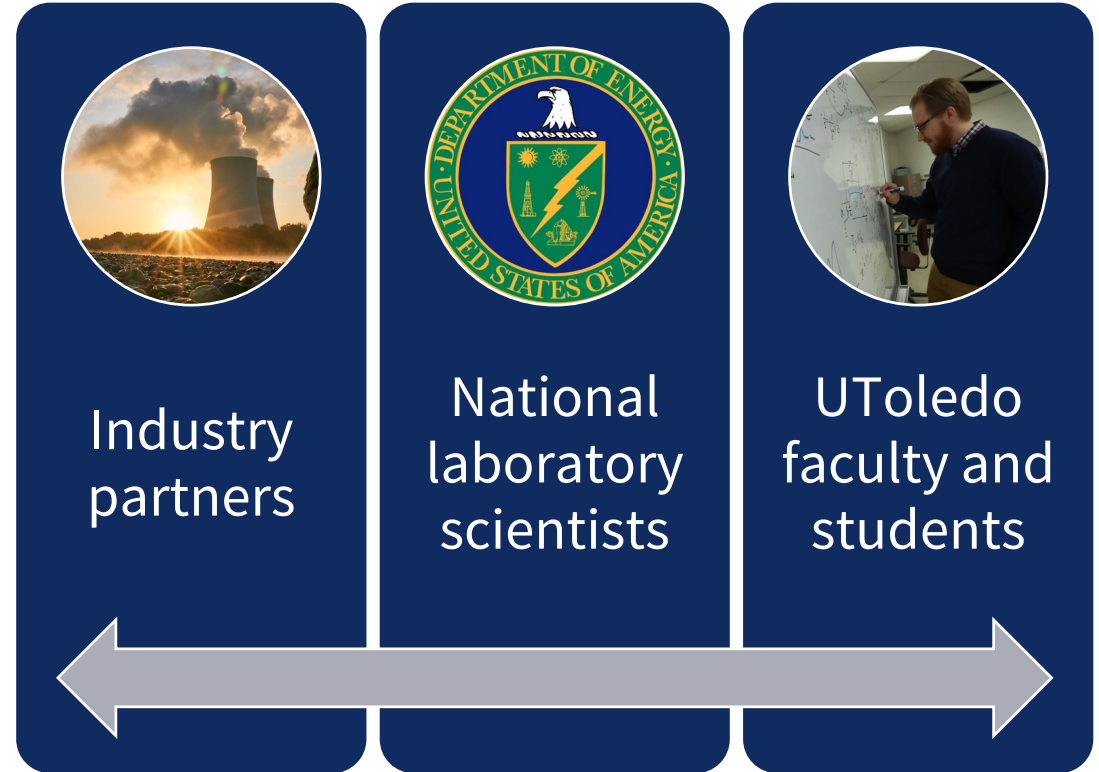 DEPARTMENT OF ENERGY
UNITED STATES OF AMERICA
Industry
partners
National
laboratory
scientists
UToledo
faculty and
students